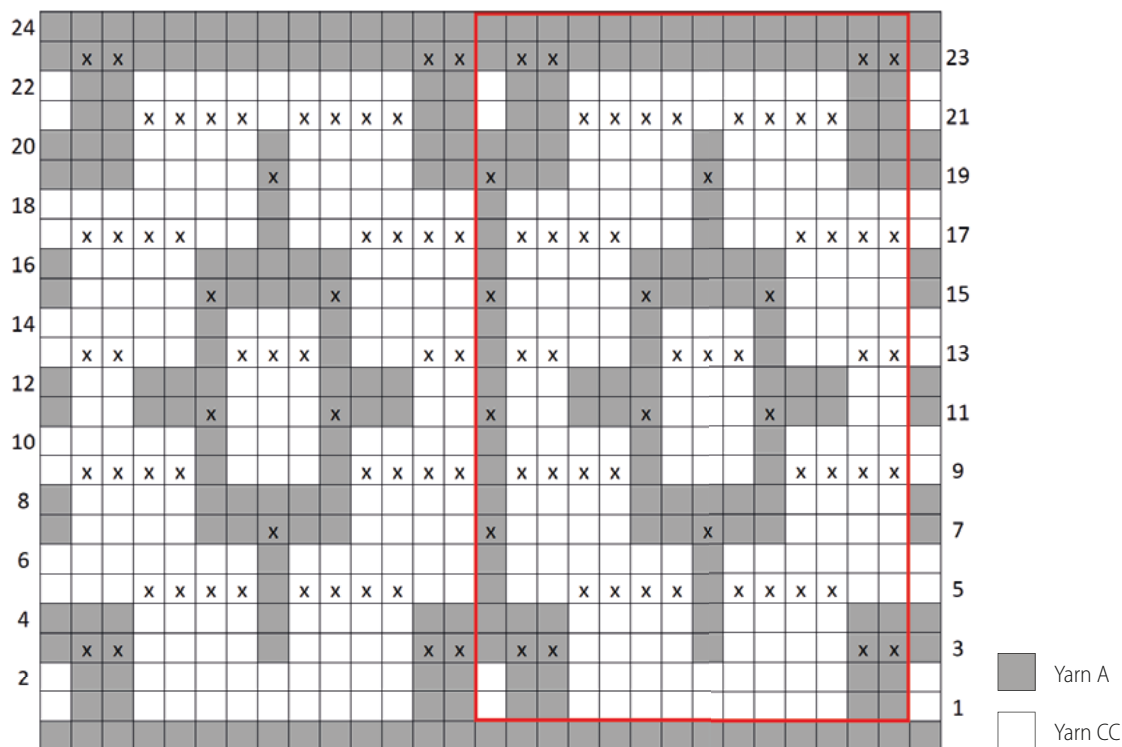 24
x x x x x x x x 23
22
x x x x x x x x x x x x x x x x 21
20
x x x 19
18
x x x x x x x x x x x x x x x x 17
16
x x x x x 15
14
x x x x x x x x x x x x x x 13
12
x x x x x 11
10
x x x x x x x x x x x x x x x x 9
8
x x x 7
6
x x x x x x x x x x x x x x x x 5
4
x x x x x x x x 3
2
1
Yarn A
Yarn CC